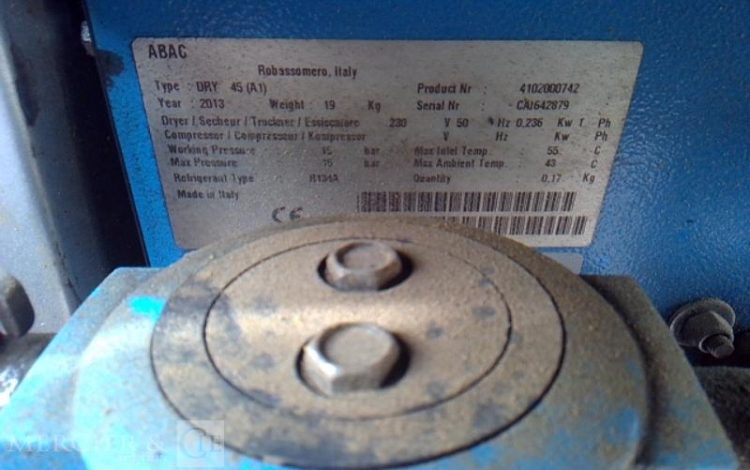 ABAC
Robassomero, Italy
Type : DRY 45 (A1) Product Nr : 4102000742
Year : 2013 Weight : 19 Kg Serial Nr : CAI642879
Dryer / Secheur / Trockner / Essiccatore 230 V 50 Hz 0,236 Kw 1 Ph
Compressor / Compresseur / Kompressor V Hz Kw Ph
Working Pressure bar Max Inlet Temp. 55 C
Max Pressure 16 bar Max Ambient Temp. 43 C
Refrigerant Type R134A Quantity 0,17 Kg
Made in Italy
CE
MERCIER &